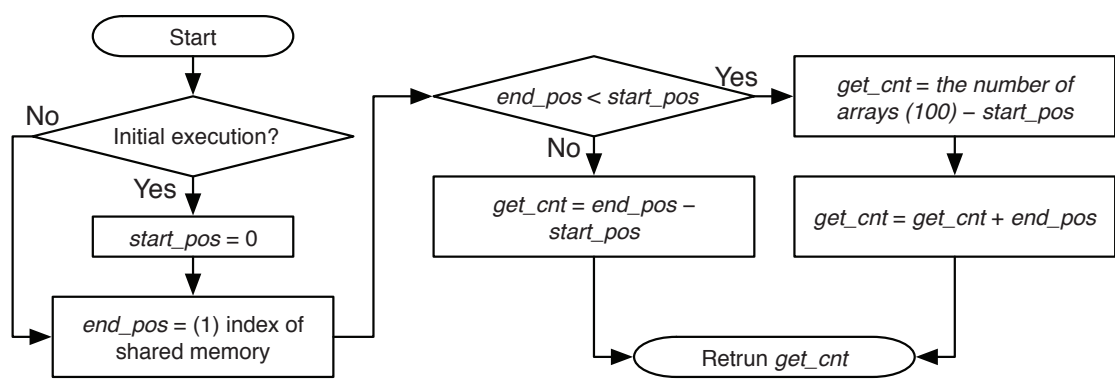 Start
No
Initial execution?
Yes
start_pos = 0
end_pos = (1) index of
shared memory
end_pos < start_pos
Yes
No
get_cnt = end_pos –
start_pos
get_cnt = the number of
arrays (100) – start_pos
get_cnt = get_cnt + end_pos
Retrun get_cnt